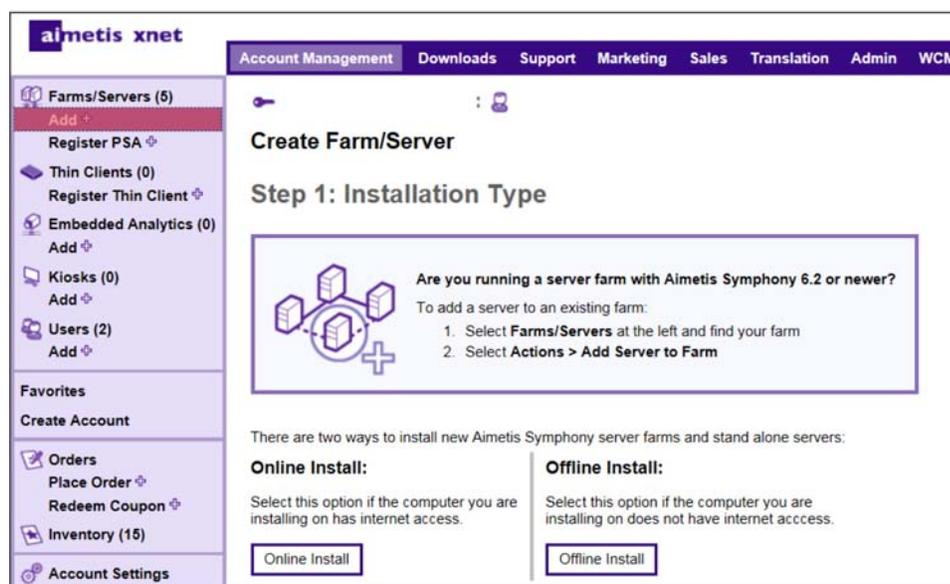 aimetis xnet
Account Management Downloads Support Marketing Sales Translation Admin WCM
Farms/Servers (5)
Add
Register PSA
Thin Clients (0)
Register Thin Client
Embedded Analytics (0)
Add
Kiosks (0)
Add
Users (2)
Add
Favorites
Create Account
Orders
Place Order
Redeem Coupon
Inventory (15)
Account Settings
:
Create Farm/Server
Step 1: Installation Type
Are you running a server farm with Aimetis Symphony 6.2 or newer?
To add a server to an existing farm:
1. Select Farms/Servers at the left and find your farm
2. Select Actions > Add Server to Farm
There are two ways to install new Aimetis Symphony server farms and stand alone servers:
Online Install:
Select this option if the computer you are
installing on has internet acccess.
Online Install
Offline Install:
Select this option if the computer you are
installing on does not have internet acccess.
Offline Install